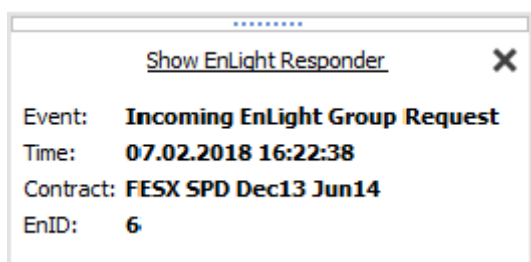 Show EnLight Responder
Event: Incoming EnLight Group Request
Time: 07.02.2018 16:22:38
Contract: FESX SPD Dec13 Jun14
EnID: 6